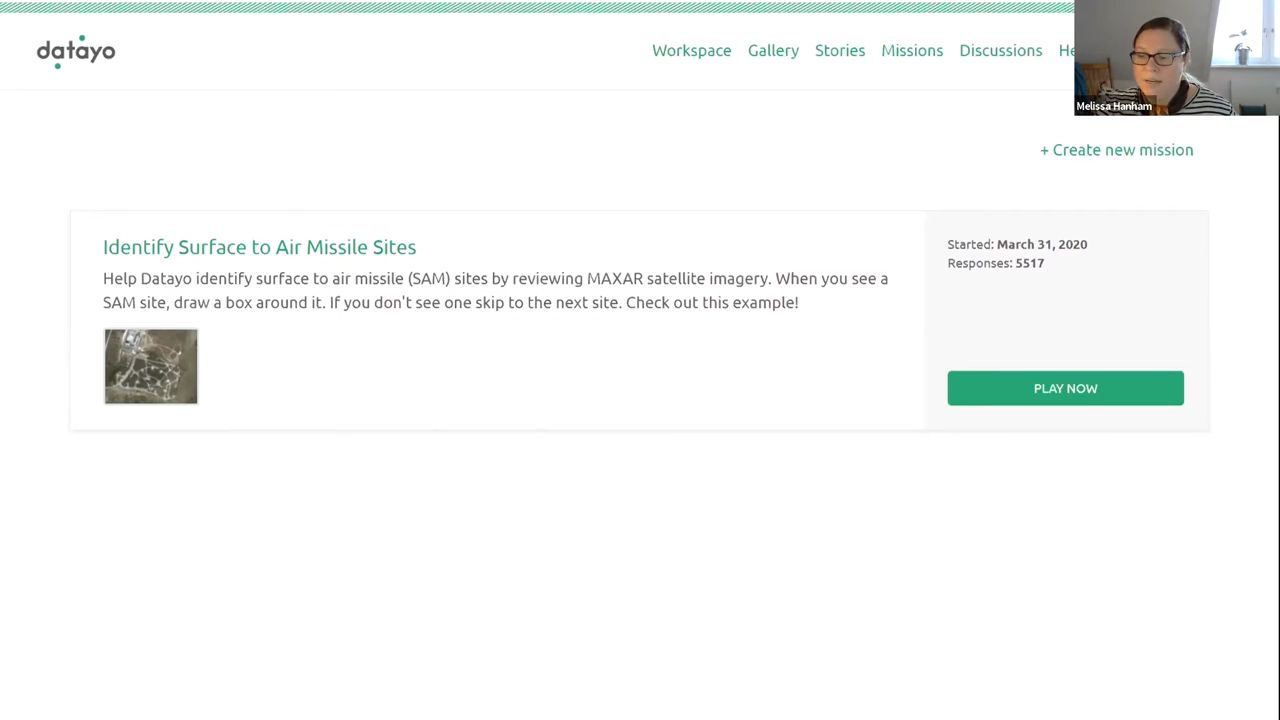 datayo
Workspace Gallery Stories Missions Discussions
Melissa Hanham
+ Create new mission
Identify Surface to Air Missile Sites
Help Datayo identify surface to air missile (SAM) sites by reviewing MAXAR satellite imagery. When you see a
SAM site, draw a box around it. If you don't see one skip to the next site. Check out this example!
Started: March 31, 2020
Responses: 5517
PLAY NOW